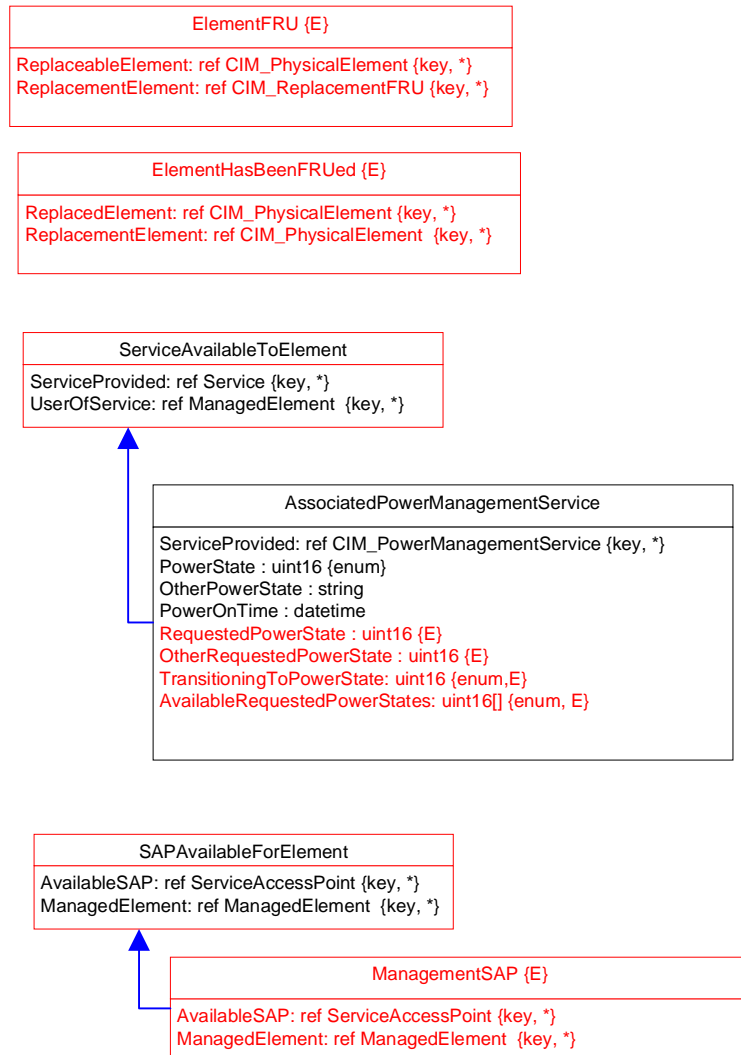 ElementFRU {E}
ReplaceableElement: ref CIM_PhysicalElement {key, *}
ReplacementElement: ref CIM_ReplacementFRU {key, *}
ElementHasBeenFRUed {E}
ReplacedElement: ref CIM_PhysicalElement {key, *}
ReplacementElement: ref CIM_PhysicalElement  {key, *}
ServiceAvailableToElement
ServiceProvided: ref Service {key, *}
UserOfService: ref ManagedElement  {key, *}
AssociatedPowerManagementService
ServiceProvided: ref CIM_PowerManagementService {key, *}
PowerState : uint16 {enum}
OtherPowerState : string
PowerOnTime : datetime
RequestedPowerState : uint16 {E}
OtherRequestedPowerState : uint16 {E}
TransitioningToPowerState: uint16 {enum,E}
AvailableRequestedPowerStates: uint16[] {enum, E}
SAPAvailableForElement
AvailableSAP: ref ServiceAccessPoint {key, *}
ManagedElement: ref ManagedElement  {key, *}
ManagementSAP {E}
AvailableSAP: ref ServiceAccessPoint {key, *}
ManagedElement: ref ManagedElement  {key, *}